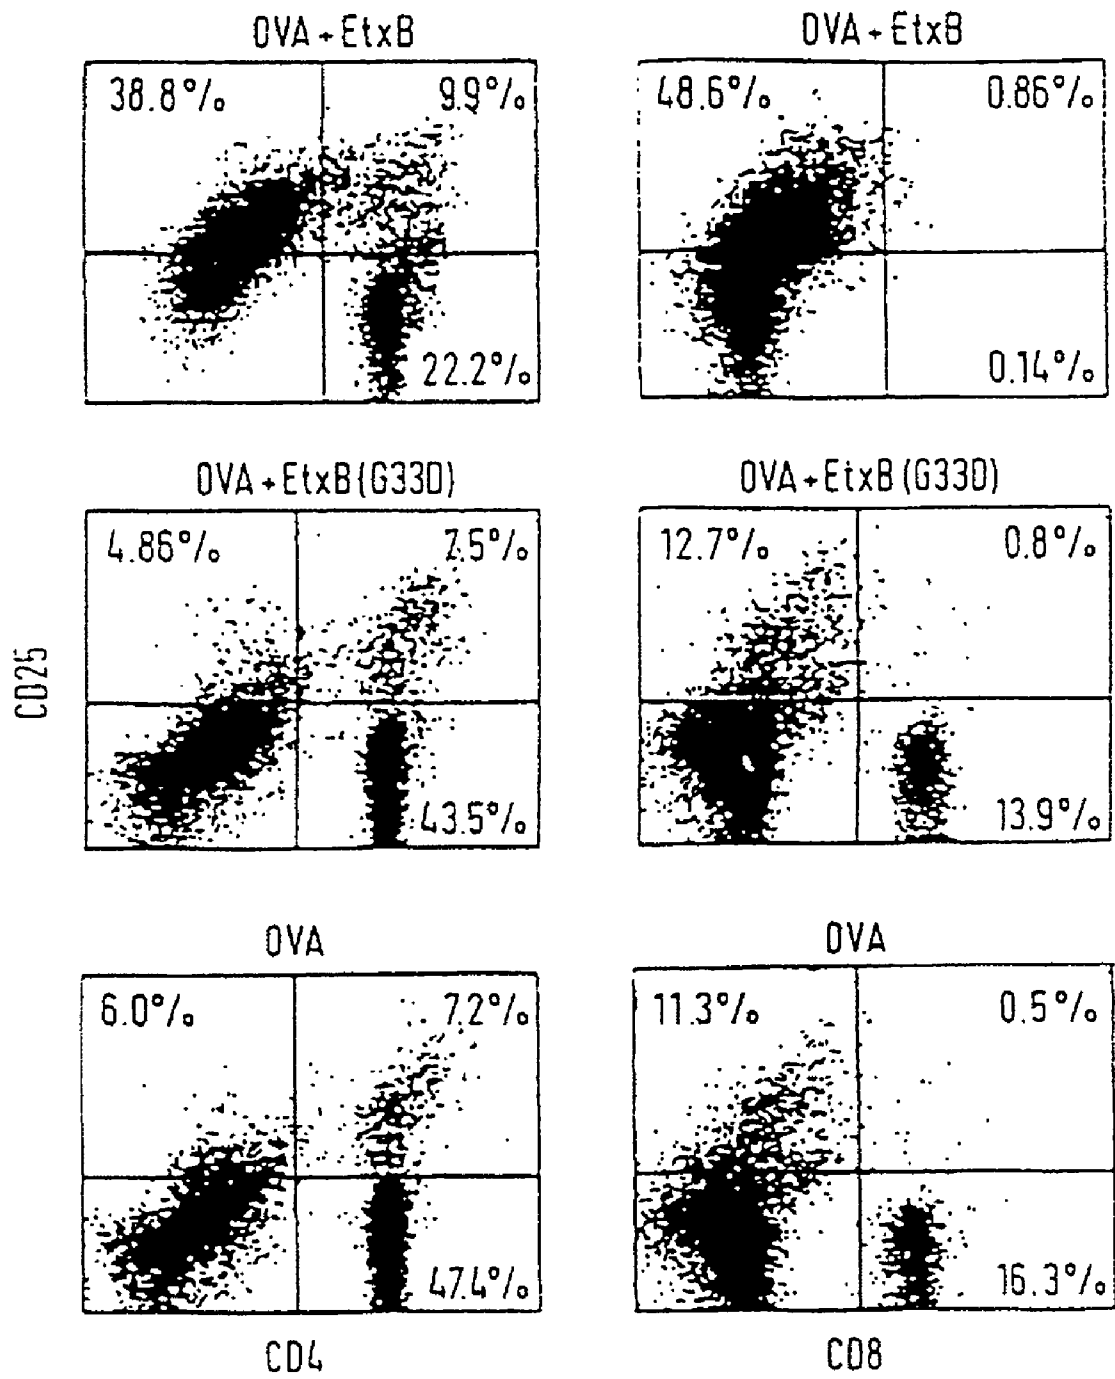 OVA + EtxB
OVA + EtxB
38.8%
9.9%
48.6%
0.86%
22.2%
0.14%
OVA + EtxB (G33D)
OVA + EtxB (G33D)
4.86%
7.5%
12.7%
0.8%
43.5%
13.9%
CD25
OVA
OVA
6.0%
7.2%
11.3%
0.5%
47.4%
16.3%
CD4
CD8